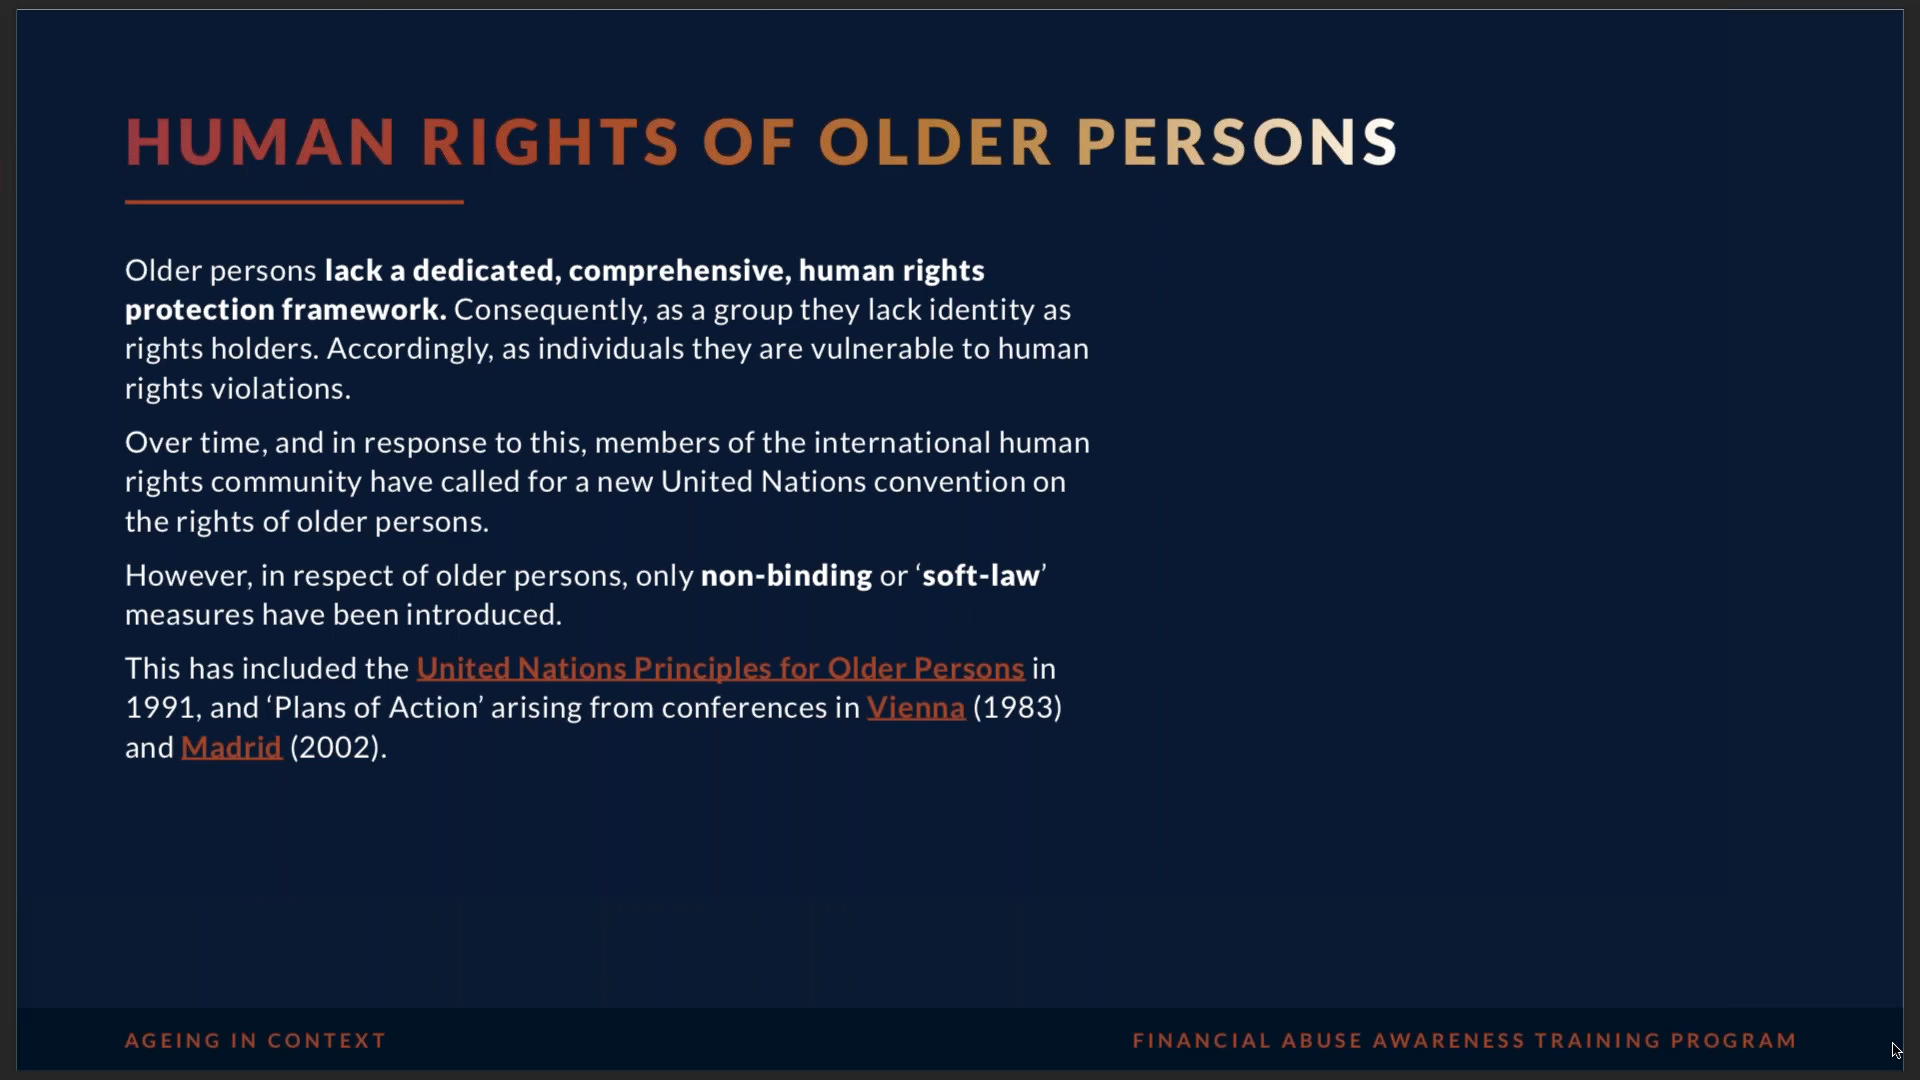 HUMAN RIGHTS OF OLDER PERSONS
Older persons lack a dedicated, comprehensive, human rights
protection framework. Consequently, as a group they lack identity as
rights holders. Accordingly, as individuals they are vulnerable to human
rights violations.
Over time, and in response to this, members of the international human
rights community have called for a new United Nations convention on
the rights of older persons.
However, in respect of older persons, only non-binding or ‘soft-law’
measures have been introduced.
This has included the United Nations Principles for Older Persons in
1991, and ‘Plans of Action’ arising from conferences in Vienna (1983)
and Madrid (2002).
AGEING IN CONTEXT
FINANCIAL ABUSE AWARENESS TRAINING PROGRAM